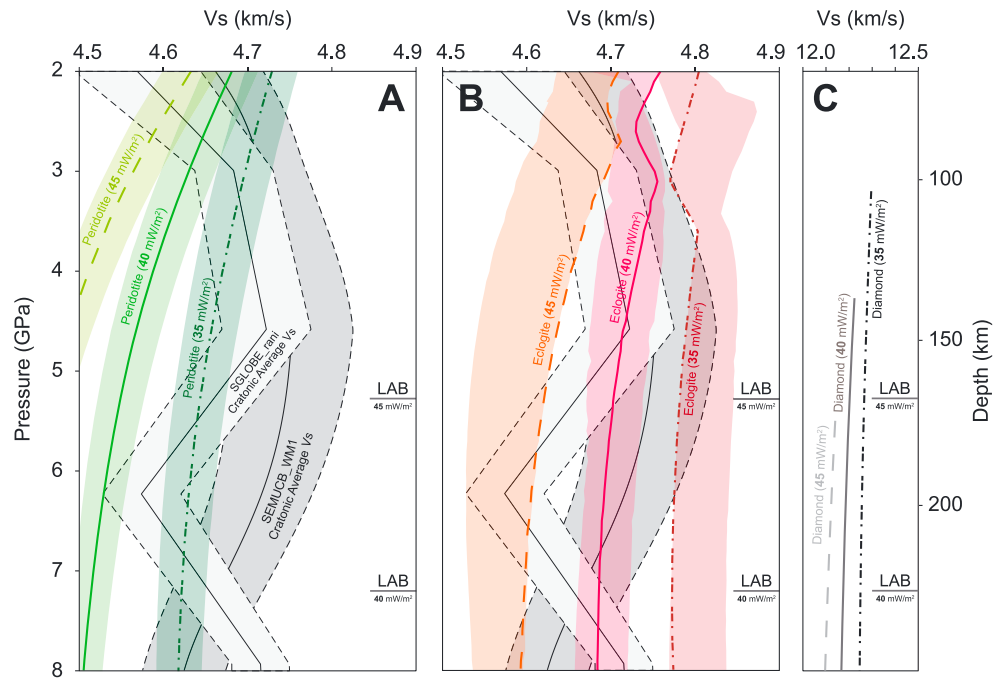 Vs (km/s)
Vs (km/s)
Vs (km/s)
4.5 4.6 4.7 4.8 4.9
4.5 4.6 4.7 4.8 4.9
12.0 12.5
A
B
C
2
3
4
5
6
7
8
Pressure (GPa)
Peridotite (45 mW/m²)
Peridotite (40 mW/m²)
Peridotite (35 mW/m²)
SGLOBE_rani
Cratonic Average Vs
SEMUCB_WM1
Cratonic Average Vs
LAB
45 mW/m²
LAB
40 mW/m²
Eclogite (45 mW/m²)
Eclogite (40 mW/m²)
Eclogite (35 mW/m²)
LAB
45 mW/m²
LAB
40 mW/m²
Diamond (45 mW/m²)
Diamond (40 mW/m²)
Diamond (35 mW/m²)
LAB
45 mW/m²
LAB
40 mW/m²
100
150
200
Depth (km)